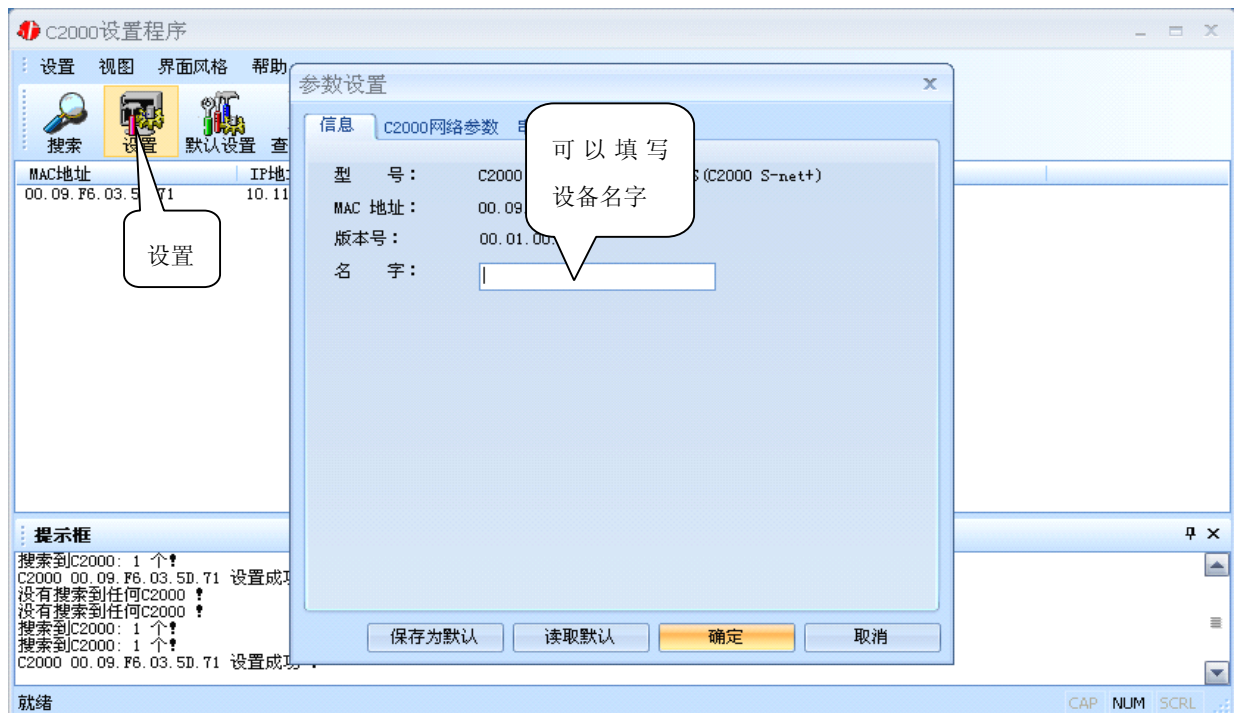 C2000设置程序
设置 视图 界面风格 帮助
搜索 设置 默认设置 查
MAC地址 IP地
00.09.F6.03.5 71 10.11
设置
参数设置
信息 C2000网络参数
可以填写
设备名字
型 号： C2000 S(C2000 S-net+)
MAC 地址： 00.09
版本号： 00.01.00
名 字：
保存为默认 读取默认 确定 取消
提示框
搜索到C2000: 1 个！
C2000 00.09.F6.03.5D.71 设置成功
没有搜索到任何C2000 ！
没有搜索到任何C2000 ！
搜索到C2000: 1 个！
搜索到C2000: 1 个！
C2000 00.09.F6.03.5D.71 设置成功
就绪 CAP NUM SCRL